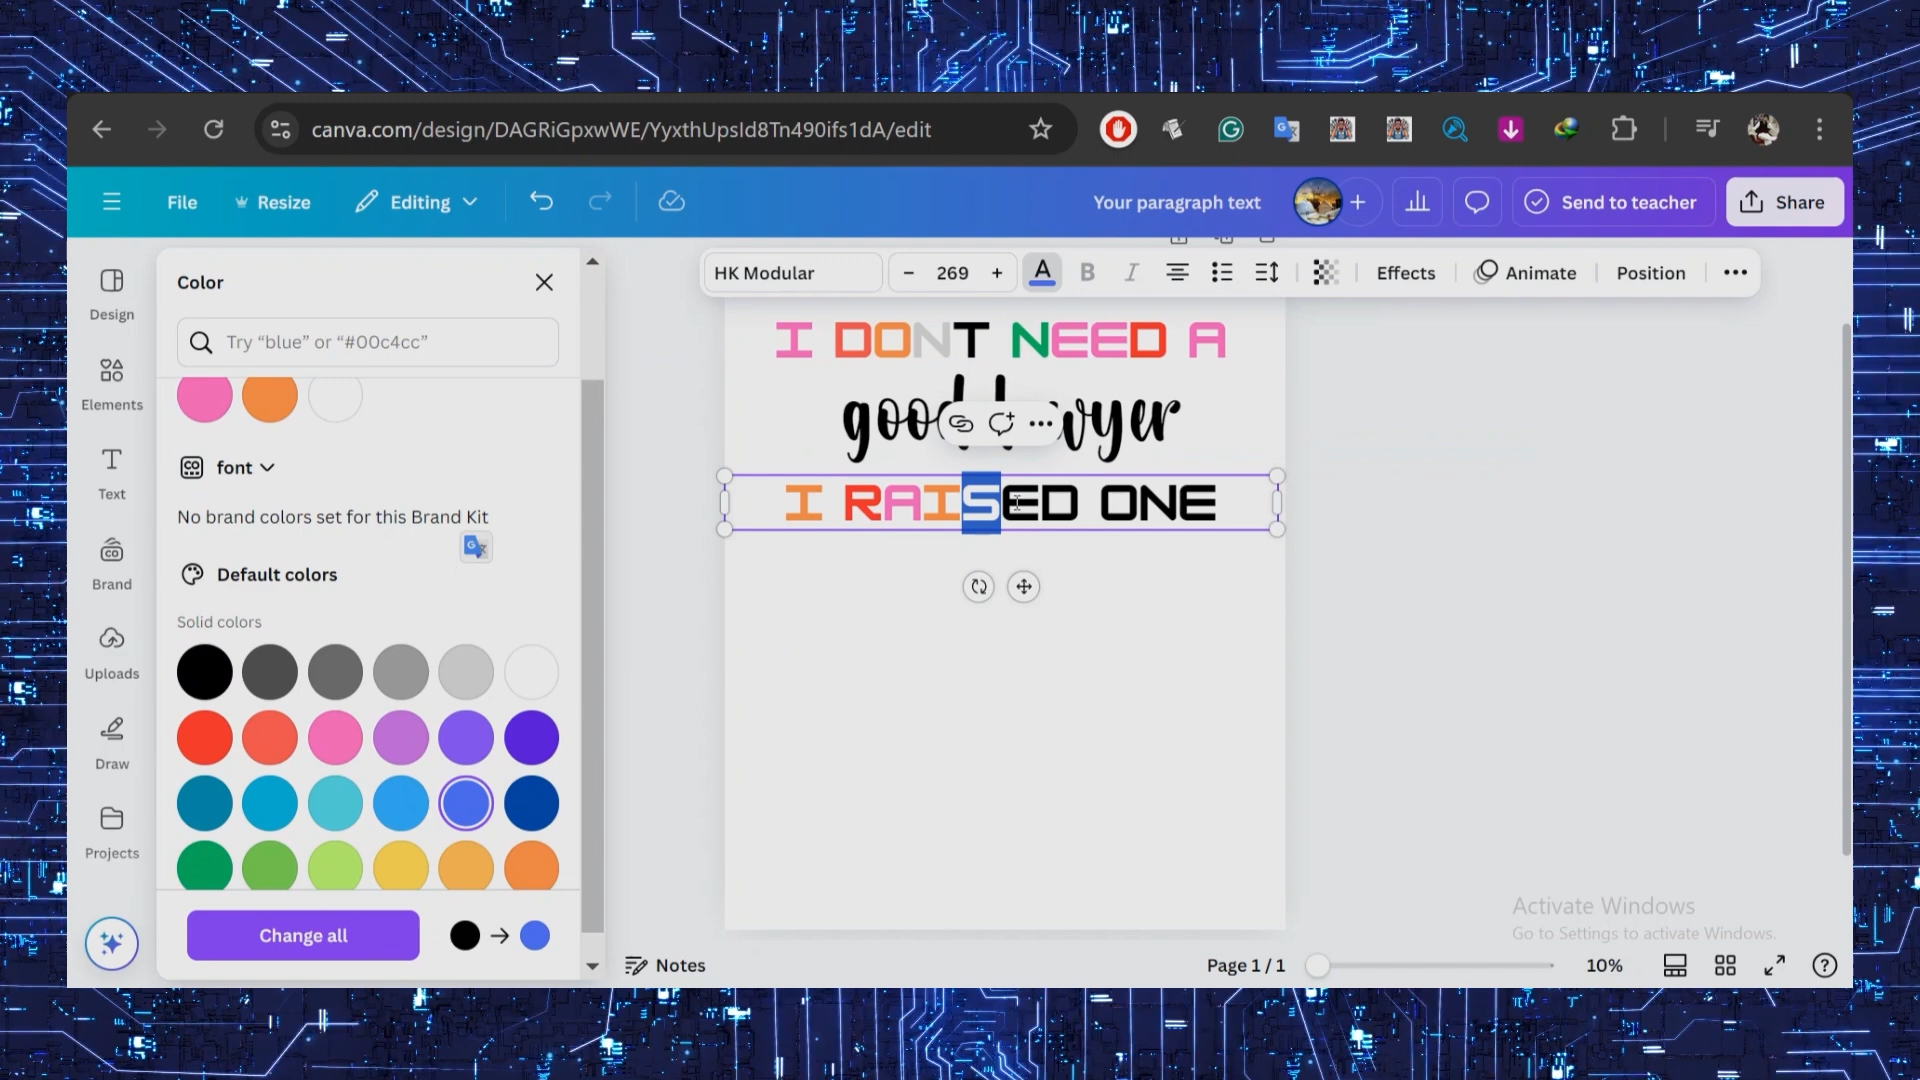 canva.com/design/DAGRiGpxwWE/YyxthUpsId8Tn490ifs1dA/edit
File
Resize
Editing
Your paragraph text
Send to teacher
Share
HK Modular
269
A
B
I
Effects
Animate
Position
Design
Elements
Text
Brand
Uploads
Draw
Projects
Color
Try “blue” or “#00c4cc”
font
No brand colors set for this Brand Kit
Default colors
Solid colors
Change all
I DONT NEED A
I RAISED ONE
Activate Windows
Go to Settings to activate Windows.
Notes
Page 1 / 1
10%